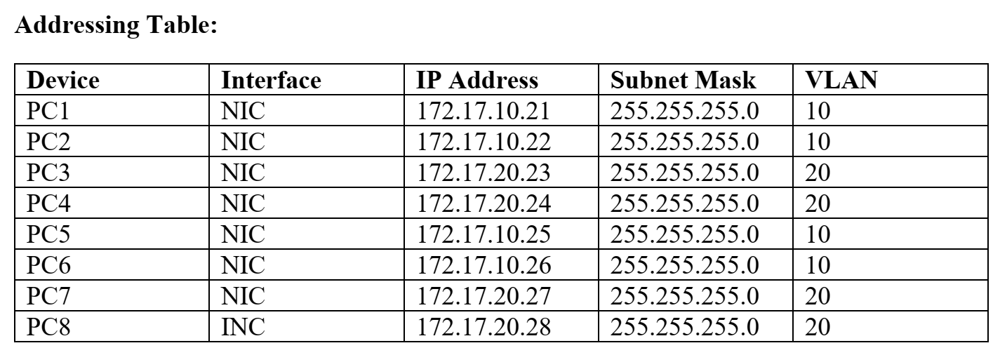 Addressing Table:
Device Interface IP Address Subnet Mask VLAN
PC1 NIC 172.17.10.21 255.255.255.0 10
PC2 NIC 172.17.10.22 255.255.255.0 10
PC3 NIC 172.17.20.23 255.255.255.0 20
PC4 NIC 172.17.20.24 255.255.255.0 20
PC5 NIC 172.17.10.25 255.255.255.0 10
PC6 NIC 172.17.10.26 255.255.255.0 10
PC7 NIC 172.17.20.27 255.255.255.0 20
PC8 INC 172.17.20.28 255.255.255.0 20